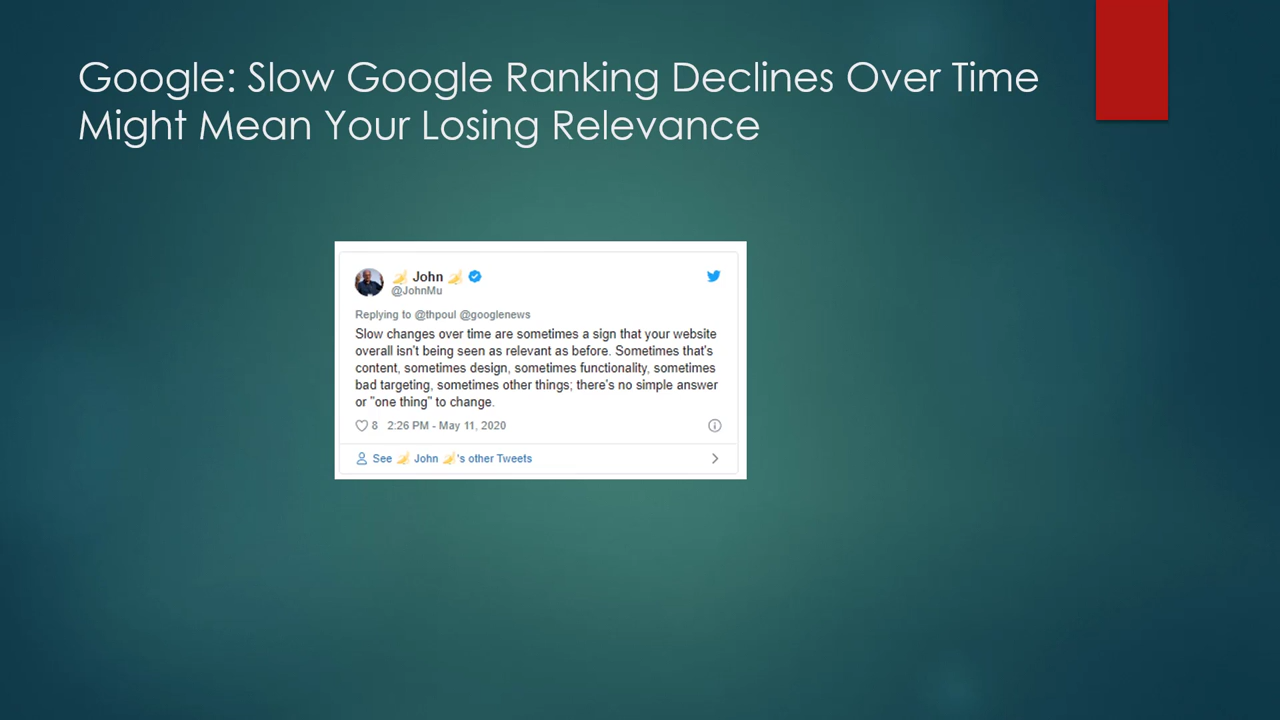 Google: Slow Google Ranking Declines Over Time
Might Mean Your Losing Relevance
🍌 John 🍌
@JohnMu
Replying to @thpoul @googlenews
Slow changes over time are sometimes a sign that your website
overall isn't being seen as relevant as before. Sometimes that's
content, sometimes design, sometimes functionality, sometimes
bad targeting, sometimes other things; there's no simple answer
or "one thing" to change.
8 2:26 PM - May 11, 2020
See 🍌 John 🍌's other Tweets